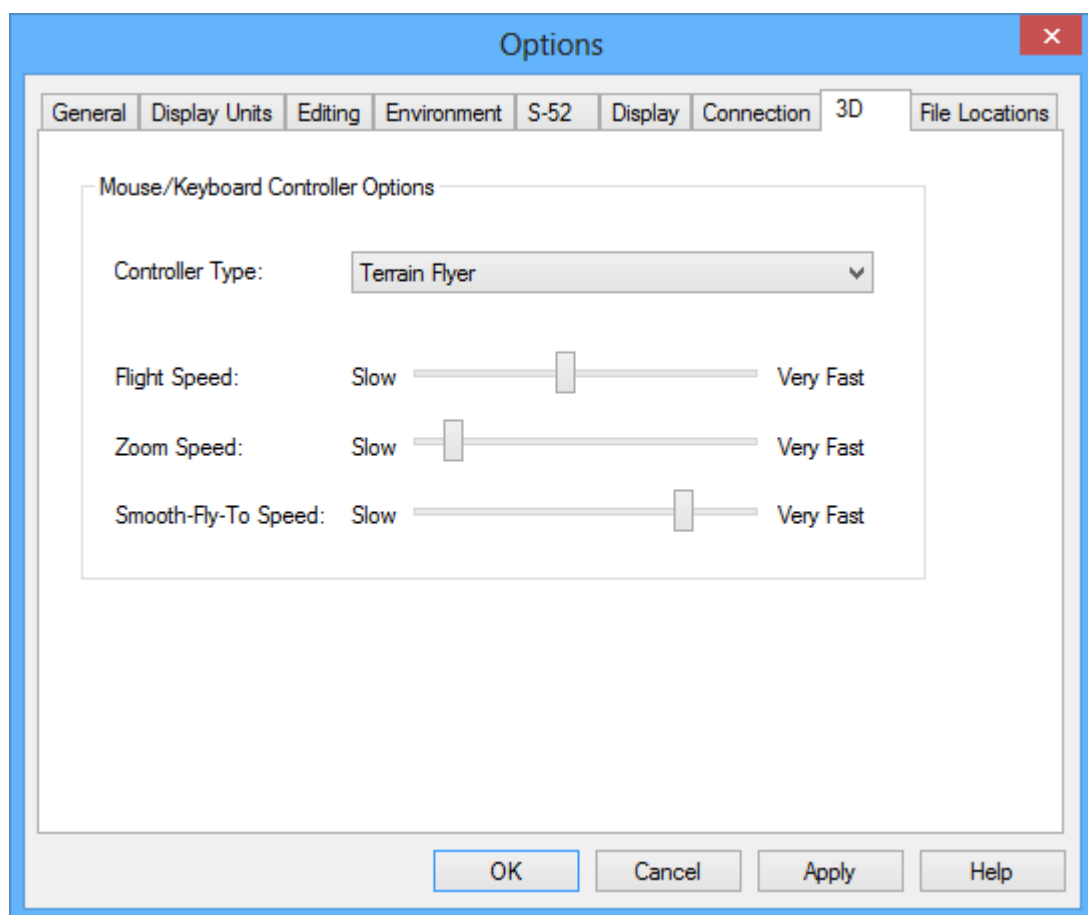 Options
General Display Units Editing Environment S-52 Display Connection 3D File Locations
Mouse/Keyboard Controller Options
Controller Type: Terrain Flyer
Flight Speed: Slow Very Fast
Zoom Speed: Slow Very Fast
Smooth-Fly-To Speed: Slow Very Fast
OK Cancel Apply Help